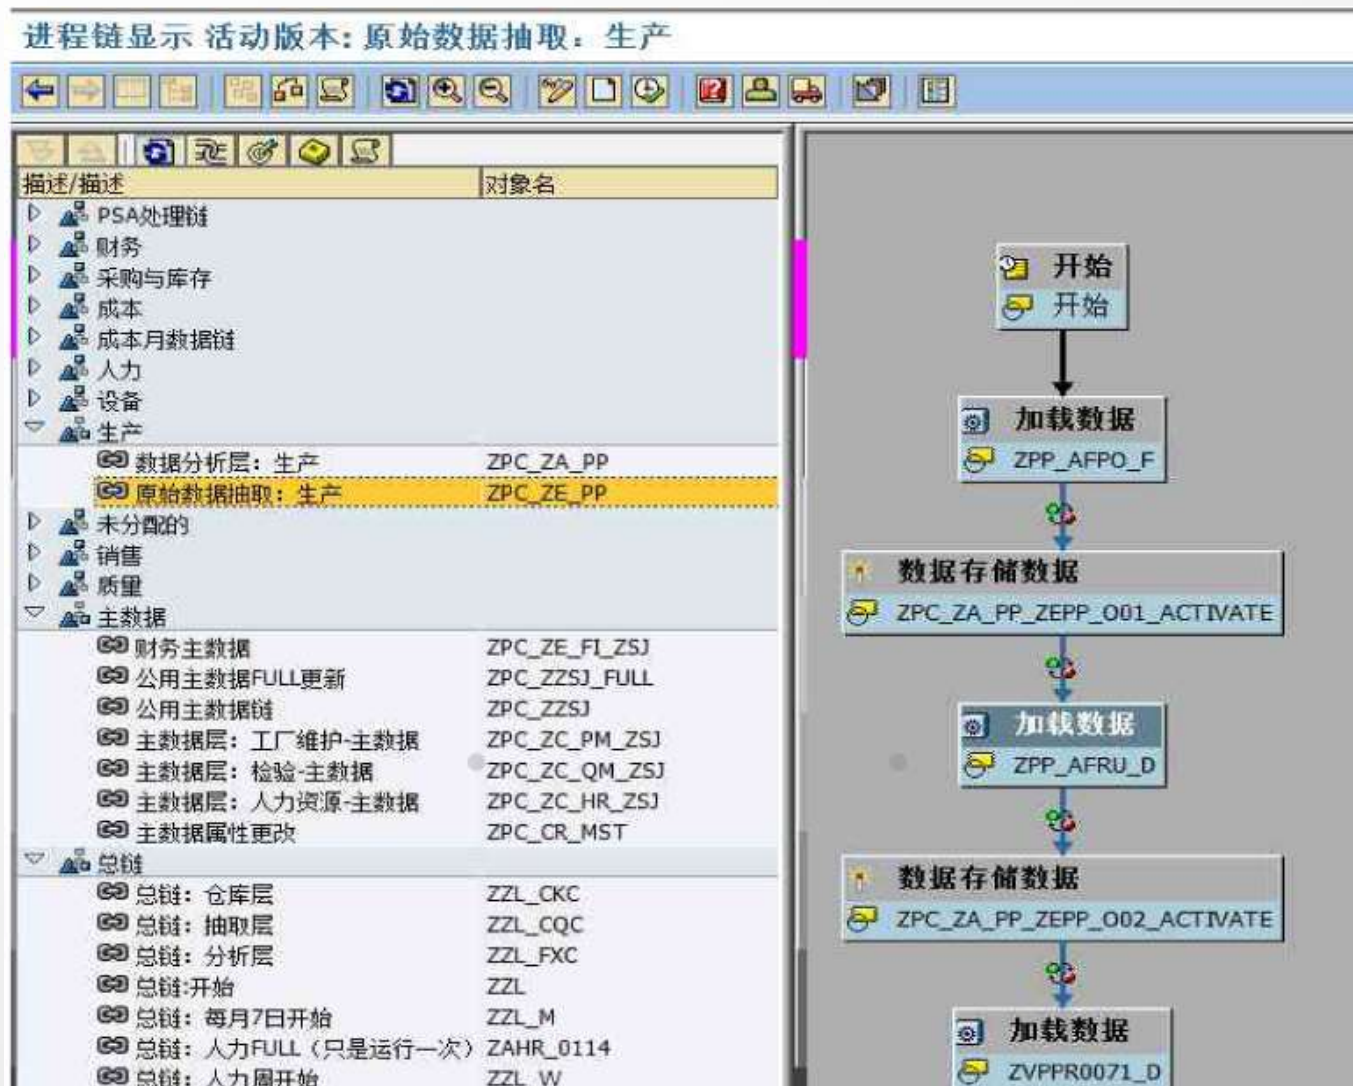 进程链显示 活动版本: 原始数据抽取：生产
描述/描述 对象名
PSA处理链
财务
采购与库存
成本
成本月数据链
人力
设备
生产
数据分析层：生产 ZPC_ZA_PP
原始数据抽取：生产 ZPC_ZE_PP
未分配的
销售
质量
主数据
财务主数据 ZPC_ZE_FI_ZSJ
公用主数据FULL更新 ZPC_ZZSJ_FULL
公用主数据链 ZPC_ZZSJ
主数据层：工厂维护-主数据 ZPC_ZC_PM_ZSJ
主数据层：检验-主数据 ZPC_ZC_QM_ZSJ
主数据层：人力资源-主数据 ZPC_ZC_HR_ZSJ
主数据属性更改 ZPC_CR_MST
总链
总链：仓库层 ZZL_CKC
总链：抽取层 ZZL_CQC
总链：分析层 ZZL_FXC
总链:开始 ZZL
总链：每月7日开始 ZZL_M
总链：人力FULL（只是运行一次） ZAHR_0114
总链：人力周开始 ZZL_W
开始
开始
加载数据
ZPP_AFPO_F
数据存储数据
ZPC_ZA_PP_ZEPP_O01_ACTIVATE
加载数据
ZPP_AFRU_D
数据存储数据
ZPC_ZA_PP_ZEPP_O02_ACTIVATE
加载数据
ZVPPR0071_D